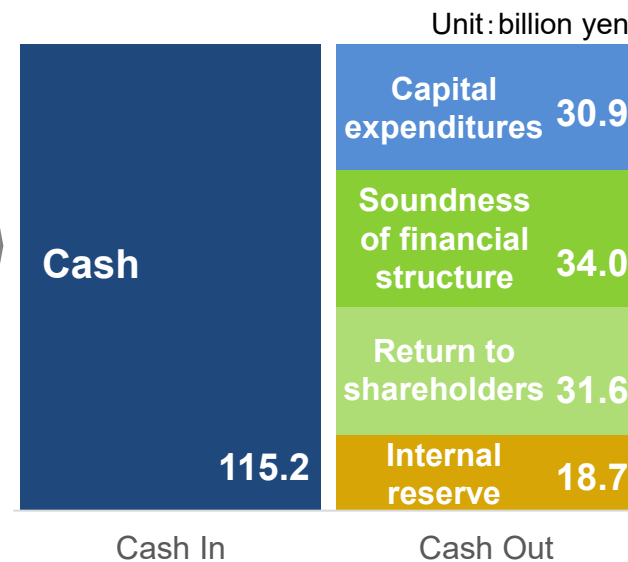 Unit:billion yen
Capital
expenditures 30.9
Soundness
of financial
structure 34.0
Cash
Return to
shareholders 31.6
115.2
Internal
reserve 18.7
Cash In
Cash Out